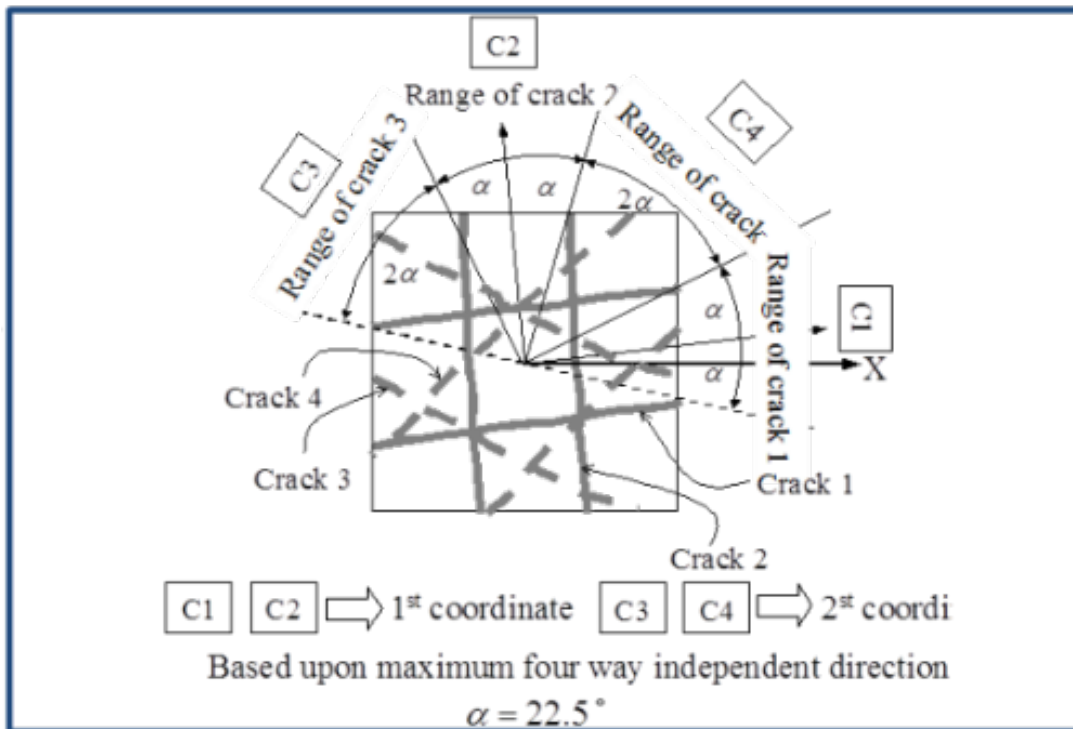 C2
Range of crack 2
C4
Range of crack
C3
Range of crack 3
α
α
2α
2α
α
α
C1
Range of crack 1
X
Crack 4
Crack 3
Crack 1
Crack 2
C1 C2 1st coordinate C3 C4 2st coordi
Based upon maximum four way independent direction
α = 22.5°